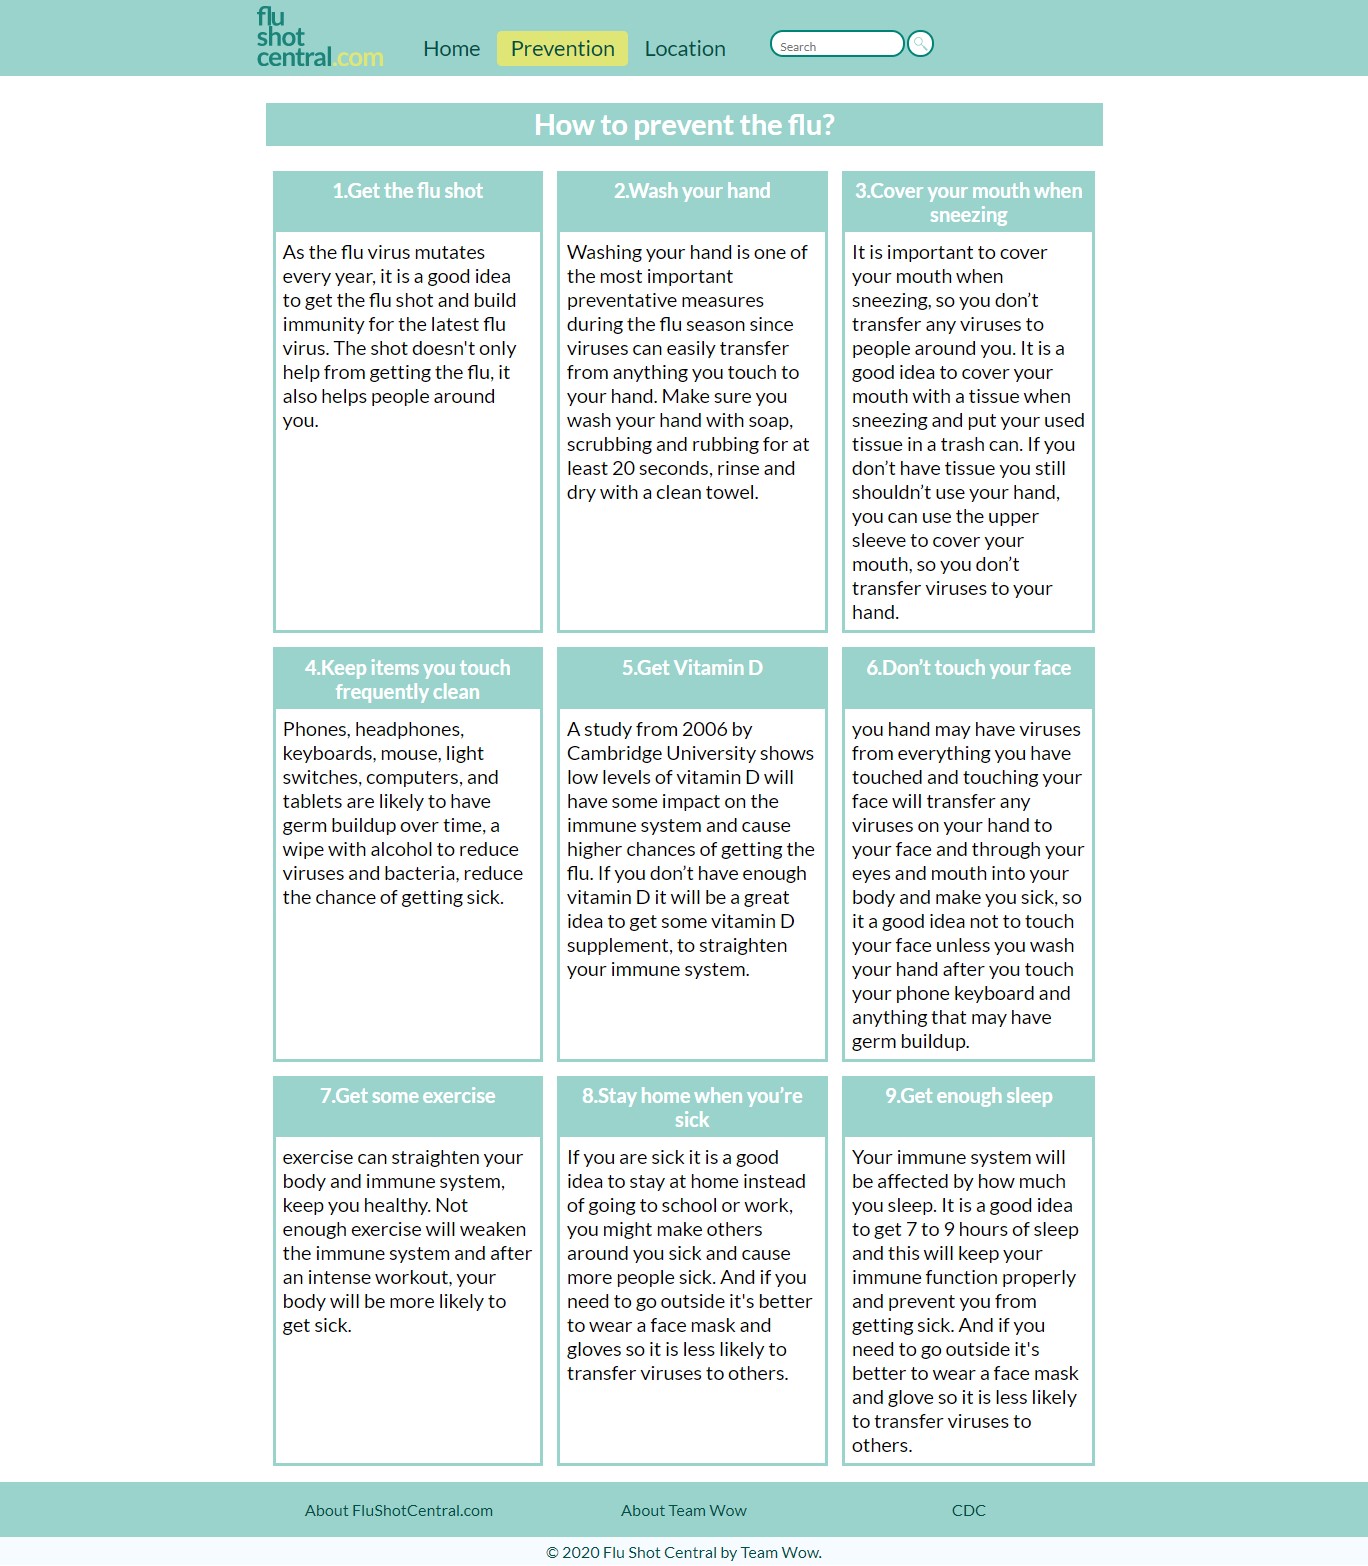 flu
shot
central.com
Home
Prevention
Location
Search
How to prevent the flu?
1.Get the flu shot
As the flu virus mutates
every year, it is a good idea
to get the flu shot and build
immunity for the latest flu
virus. The shot doesn't only
help from getting the flu, it
also helps people around
you.
2.Wash your hand
Washing your hand is one of
the most important
preventative measures
during the flu season since
viruses can easily transfer
from anything you touch to
your hand. Make sure you
wash your hand with soap,
scrubbing and rubbing for at
least 20 seconds, rinse and
dry with a clean towel.
3.Cover your mouth when
sneezing
It is important to cover
your mouth when
sneezing, so you don’t
transfer any viruses to
people around you. It is a
good idea to cover your
mouth with a tissue when
sneezing and put your used
tissue in a trash can. If you
don’t have tissue you still
shouldn’t use your hand,
you can use the upper
sleeve to cover your
mouth, so you don’t
transfer viruses to your
hand.
4.Keep items you touch
frequently clean
Phones, headphones,
keyboards, mouse, light
switches, computers, and
tablets are likely to have
germ buildup over time, a
wipe with alcohol to reduce
viruses and bacteria, reduce
the chance of getting sick.
5.Get Vitamin D
A study from 2006 by
Cambridge University shows
low levels of vitamin D will
have some impact on the
immune system and cause
higher chances of getting the
flu. If you don’t have enough
vitamin D it will be a great
idea to get some vitamin D
supplement, to straighten
your immune system.
6.Don’t touch your face
you hand may have viruses
from everything you have
touched and touching your
face will transfer any
viruses on your hand to
your face and through your
eyes and mouth into your
body and make you sick, so
it a good idea not to touch
your face unless you wash
your hand after you touch
your phone keyboard and
anything that may have
germ buildup.
7.Get some exercise
exercise can straighten your
body and immune system,
keep you healthy. Not
enough exercise will weaken
the immune system and after
an intense workout, your
body will be more likely to
get sick.
8.Stay home when you’re
sick
If you are sick it is a good
idea to stay at home instead
of going to school or work,
you might make others
around you sick and cause
more people sick. And if you
need to go outside it's better
to wear a face mask and
gloves so it is less likely to
transfer viruses to others.
9.Get enough sleep
Your immune system will
be affected by how much
you sleep. It is a good idea
to get 7 to 9 hours of sleep
and this will keep your
immune function properly
and prevent you from
getting sick. And if you
need to go outside it's
better to wear a face mask
and glove so it is less likely
to transfer viruses to
others.
About FluShotCentral.com
About Team Wow
CDC
© 2020 Flu Shot Central by Team Wow.